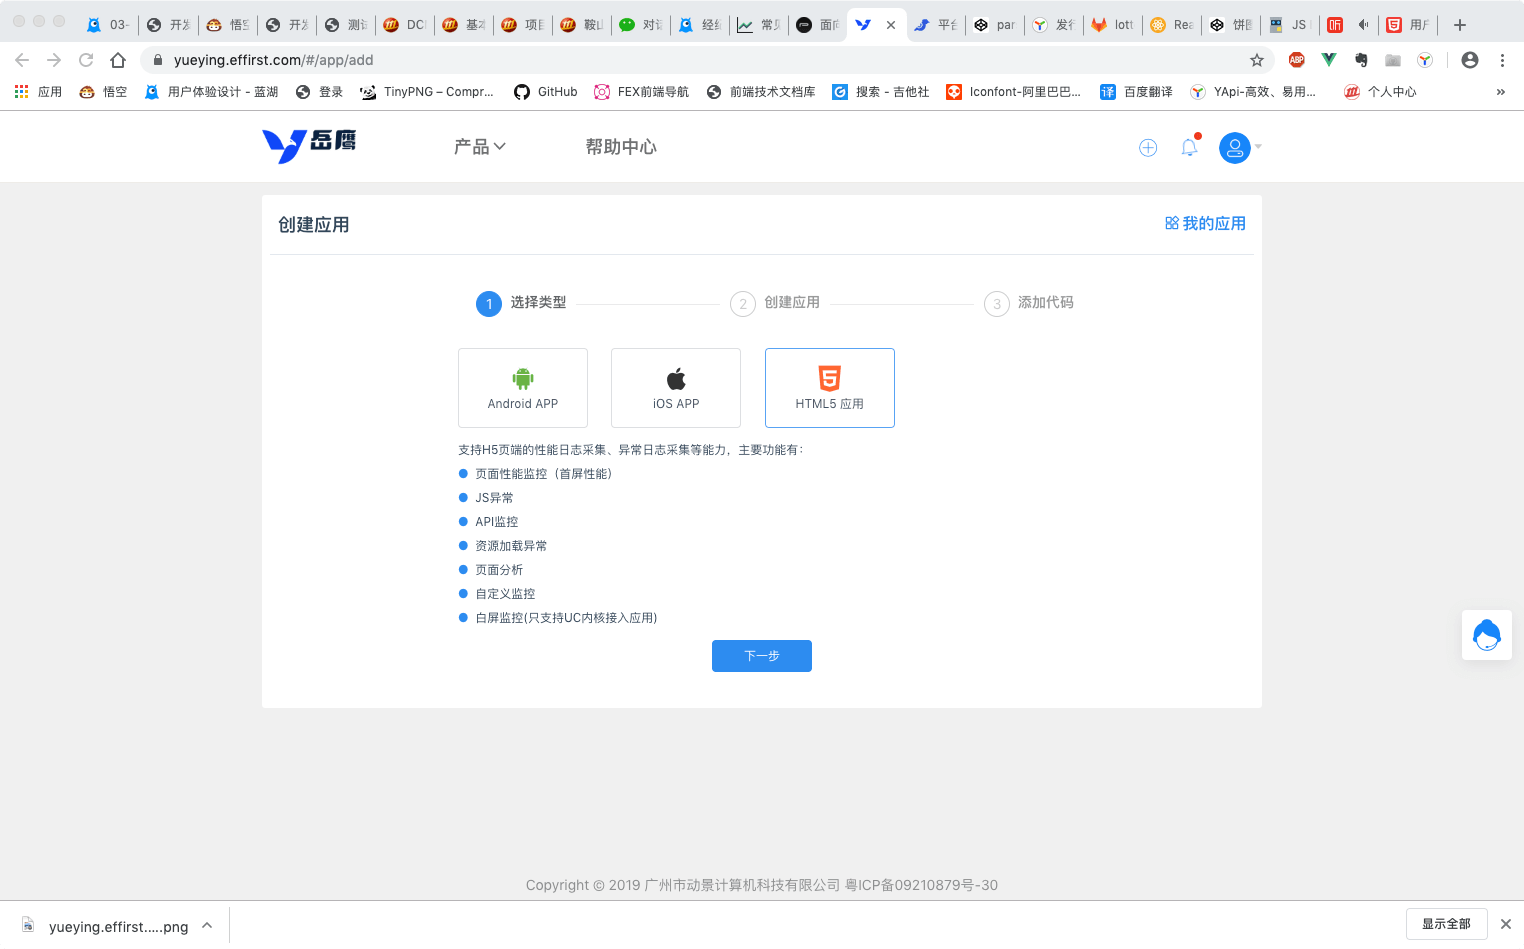 03- 开发 悟空 开发 测试 DC 基本 项目 鞍山 对话 经纬 常见 面向 平台 par 发行 lott Rea 饼图 JS 听 用户
yueying.effirst.com/#/app/add
ABP
应用 悟空 用户体验设计 - 蓝湖 登录 TinyPNG – Compr... GitHub FEX前端导航 前端技术文档库 搜索 - 吉他社 Iconfont-阿里巴巴... 译 百度翻译 YApi-高效、易用... 个人中心 »
岳鹰 产品 帮助中心
创建应用 我的应用
1 选择类型 2 创建应用 3 添加代码
Android APP iOS APP HTML5 应用
支持H5页端的性能日志采集、异常日志采集等能力，主要功能有：
页面性能监控（首屏性能）
JS异常
API监控
资源加载异常
页面分析
自定义监控
白屏监控(只支持UC内核接入应用)
下一步
Copyright © 2019 广州市动景计算机科技有限公司 粤ICP备09210879号-30
yueying.effirst.....png 显示全部